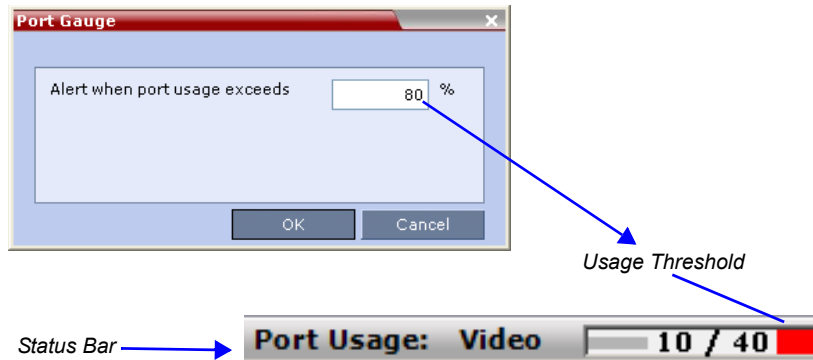 Port Gauge
Alert when port usage exceeds 80 %
OK Cancel
Usage Threshold
Status Bar
Port Usage: Video 10 / 40